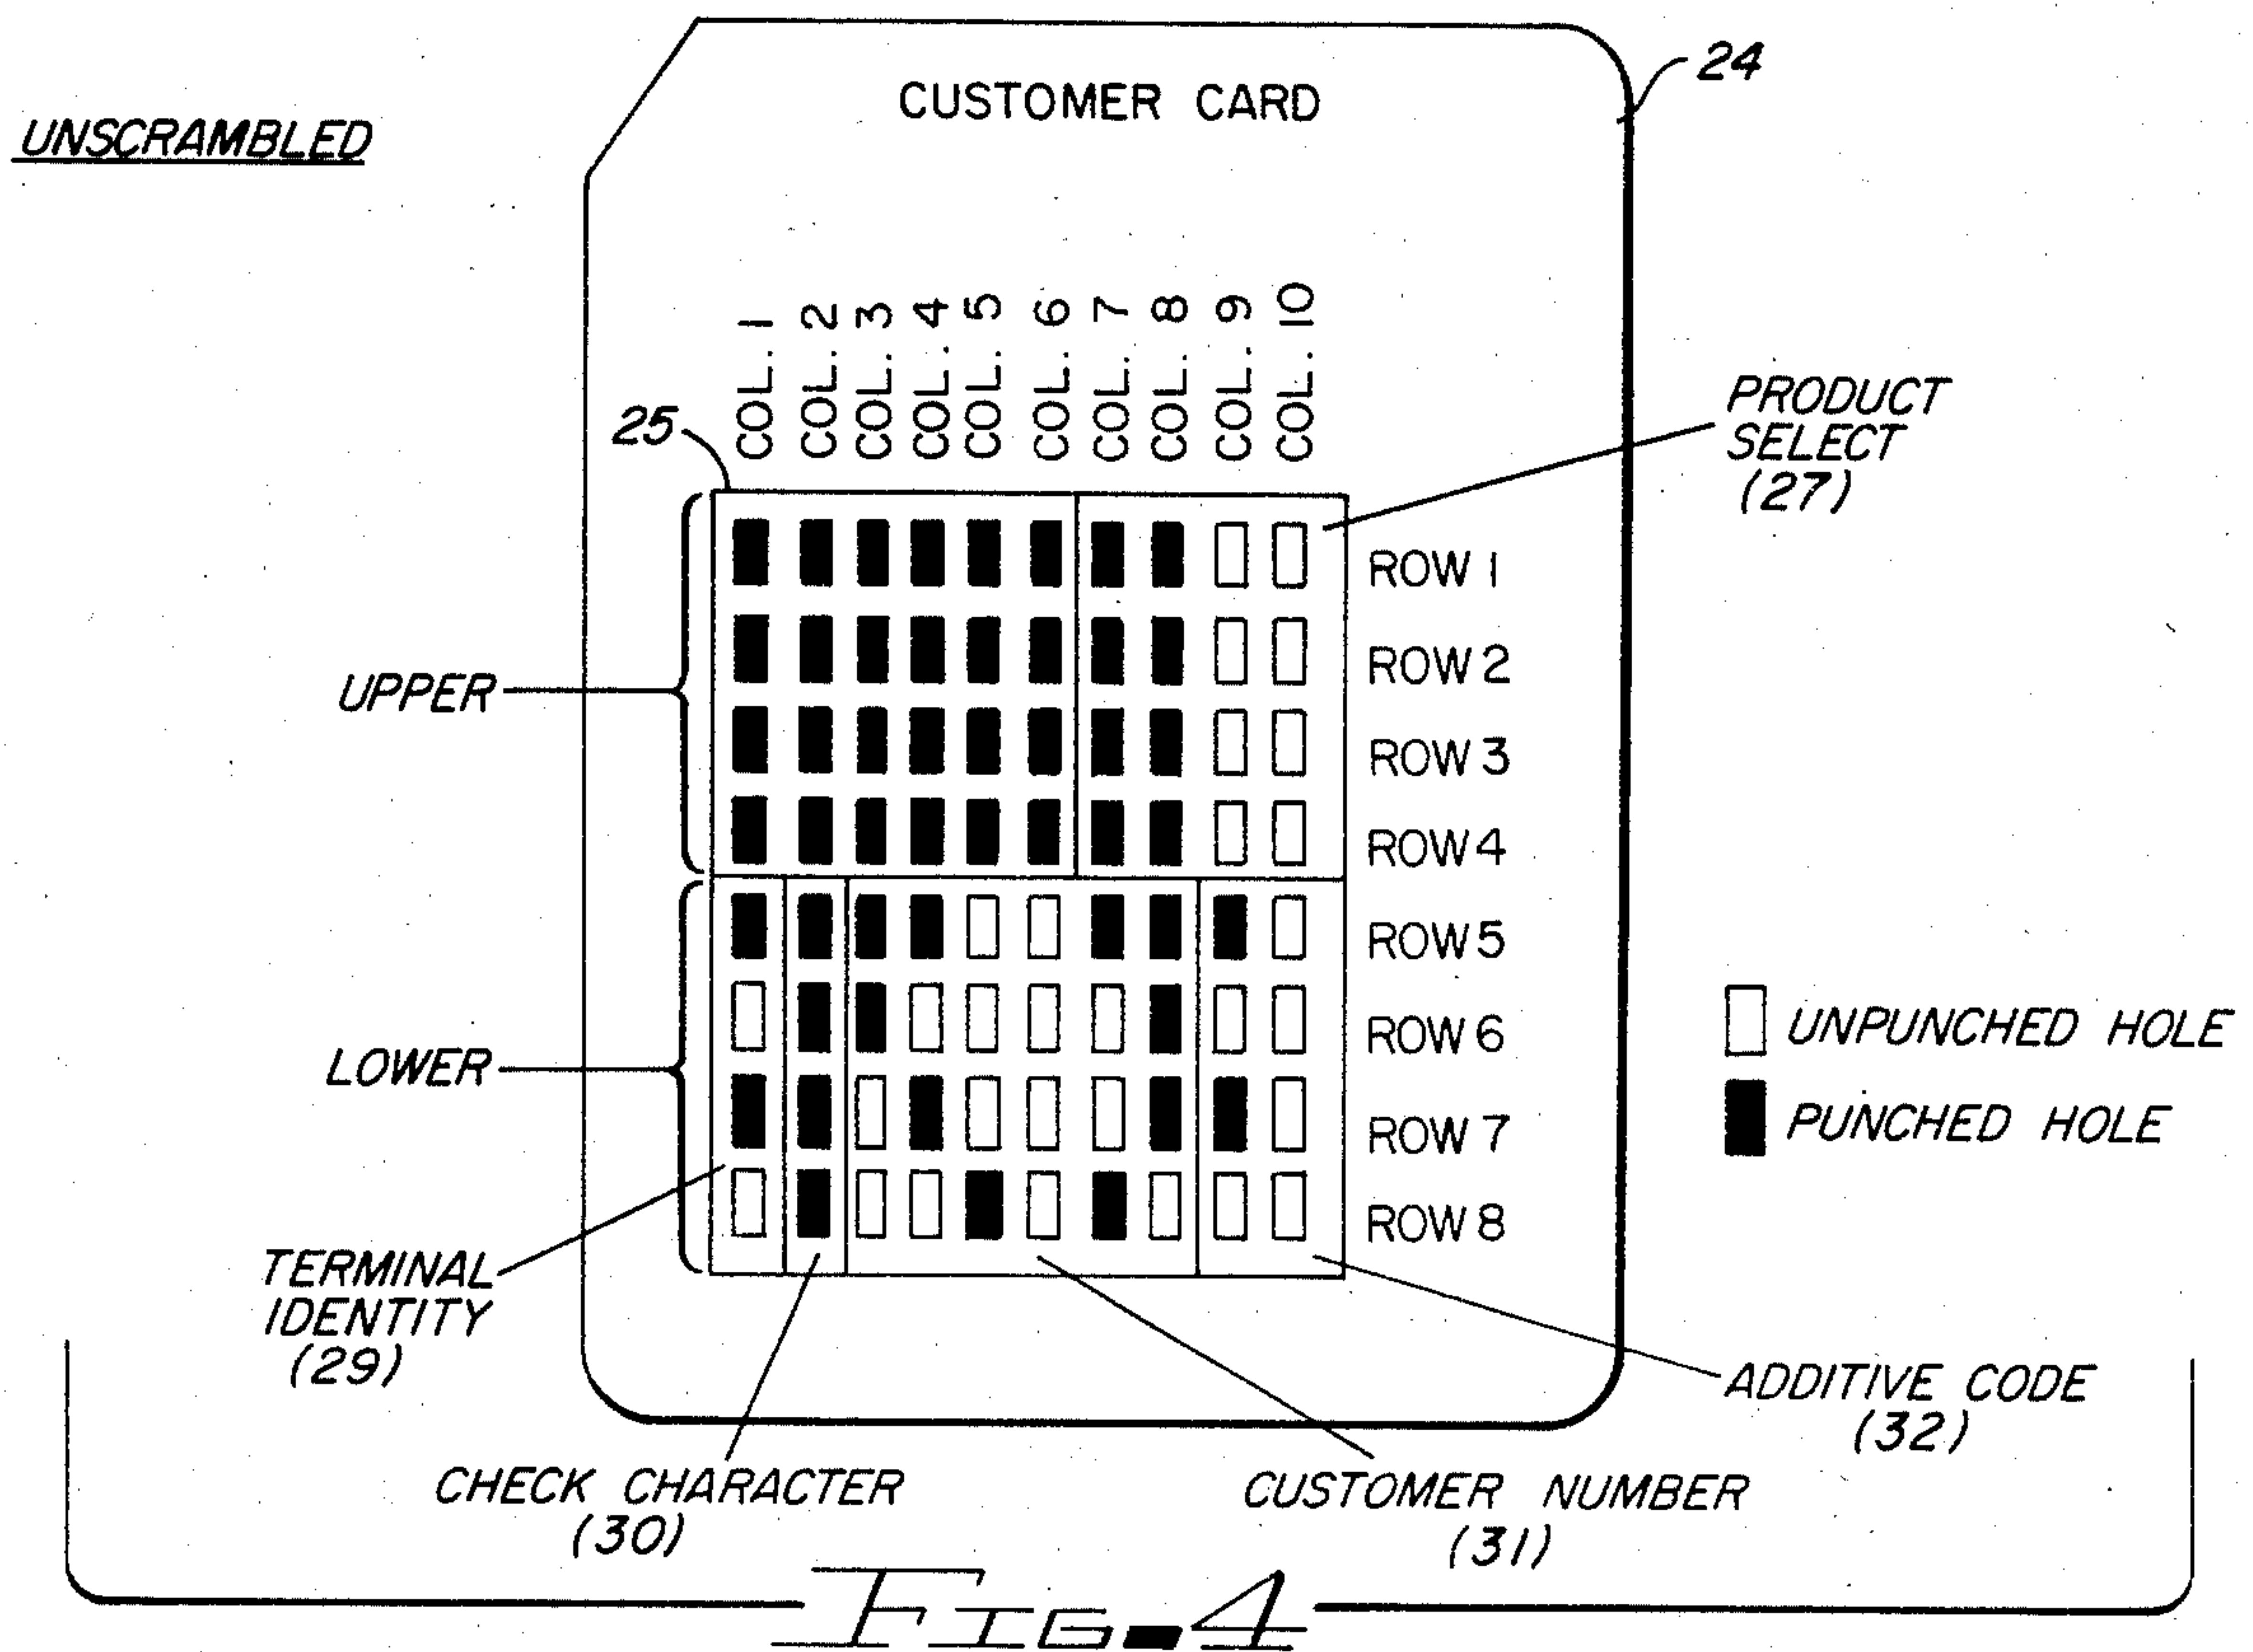 UNSCRAMBLED
CUSTOMER CARD
24
COL. 1
COL. 2
COL. 3
COL. 4
COL. 5
COL. 6
COL. 7
COL. 8
COL. 9
COL. 10
25
PRODUCT
SELECT
(27)
ROW 1
ROW 2
ROW 3
ROW 4
ROW 5
ROW 6
ROW 7
ROW 8
UPPER
LOWER
UNPUNCHED HOLE
PUNCHED HOLE
TERMINAL
IDENTITY
(29)
CHECK CHARACTER
(30)
CUSTOMER NUMBER
(31)
ADDITIVE CODE
(32)
FIG-4